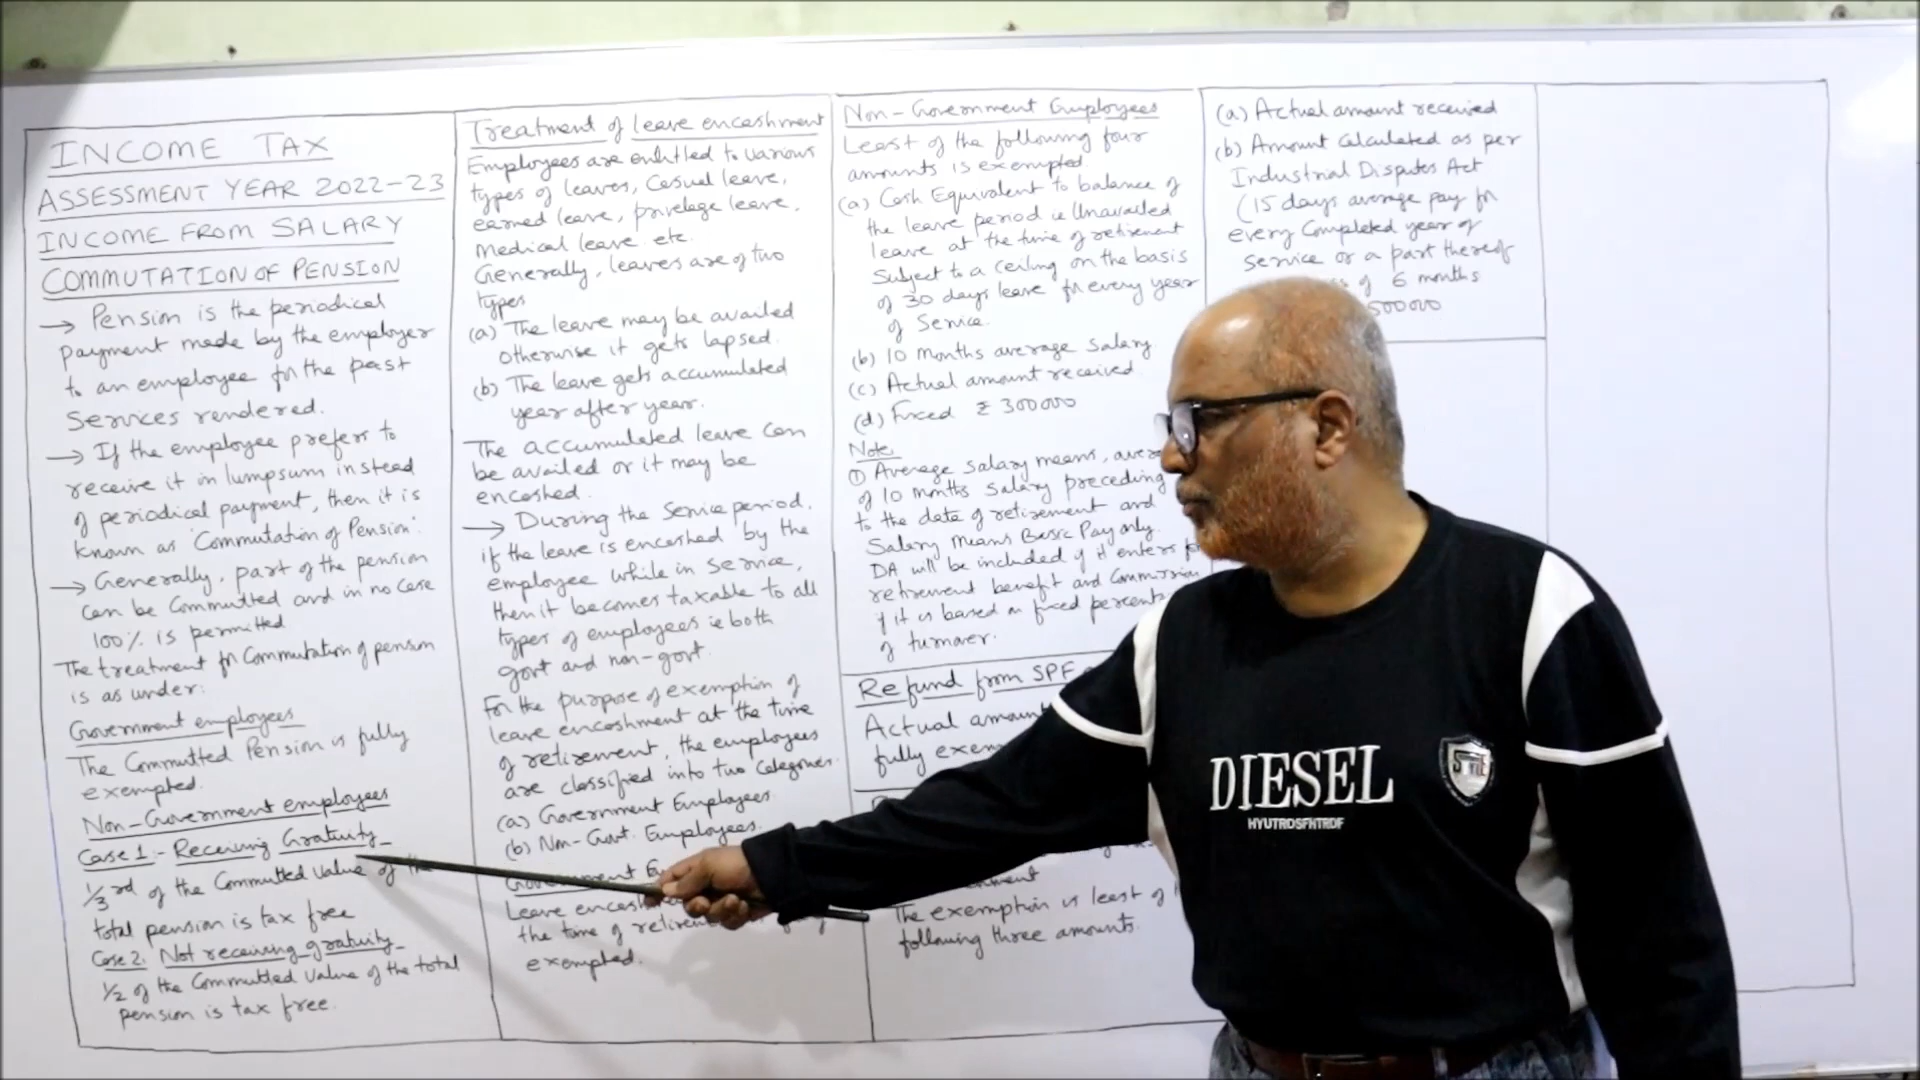 INCOME TAX
ASSESSMENT YEAR 2022-23
INCOME FROM SALARY
COMMUTATION OF PENSION
→ Pension is the periodical
payment made by the employer
to an employee for the past
services rendered.
→ If the employee prefers to
receive it in lumpsum instead
of periodical payment, then it is
known as 'Commutation of Pension'.
→ Generally, part of the pension
can be Committed and in no case
100% is permitted
The treatment for Commutation of pension
is as under:
Government employees
The Committed Pension is fully
exempted.
Non-Government employees
Case 1:- Receiving Gratuity
1/3rd of the Committed value of the
total pension is tax free
Case 2. Not receiving gratuity
1/2 of the Committed value of the total
pension is tax free.
Treatment of leave encashment
Employees are entitled to various
types of leaves, Casual leave,
earned leave, privelege leave,
Medical leave etc.
Generally, leaves are of two
types
(a) The leave may be availed
otherwise it gets lapsed.
(b) The leave gets accumulated
year after year.
The accumulated leave can
be availed or it may be
encashed.
→ During the service period.
if the leave is encashed by the
employee while in service,
then it becomes taxable to all
types of employees ie both
govt and non-govt.
For the purpose of exemption of
leave encashment at the time
of retirement, the employees
are classified into two categories.
(a) Government Employees.
(b) Non-Govt. Employees.
Government
Leave
the time of
exempted.
Non-Government Employees
Least of the following four
amounts is exempted.
(a) Cash Equivalent to balance of
the leave period ie Unavailed
leave at the time of retirement
Subject to a ceiling on the basis
of 30 days leave for every year
of Service.
(b) 10 Months average Salary.
(c) Actual amount received.
(d) Fixed ₹ 300000
Note.
① Average Salary means,
of 10 months Salary preceding
to the date of retirement and
Salary Means Basic Pay only.
DA will be included if it enters for
retirement benefit and Commission
if it is based on fixed
of turnover.
Refund from SPF
Actual
fully
The exemption is least of
following three amounts.
(a) Actual amount received
(b) Amount Calculated as per
Industrial Disputes Act
(15 days average pay for
every Completed year of
service or a part thereof
of 6 months
500000
DIESEL
HYUTRDSFHTRDF